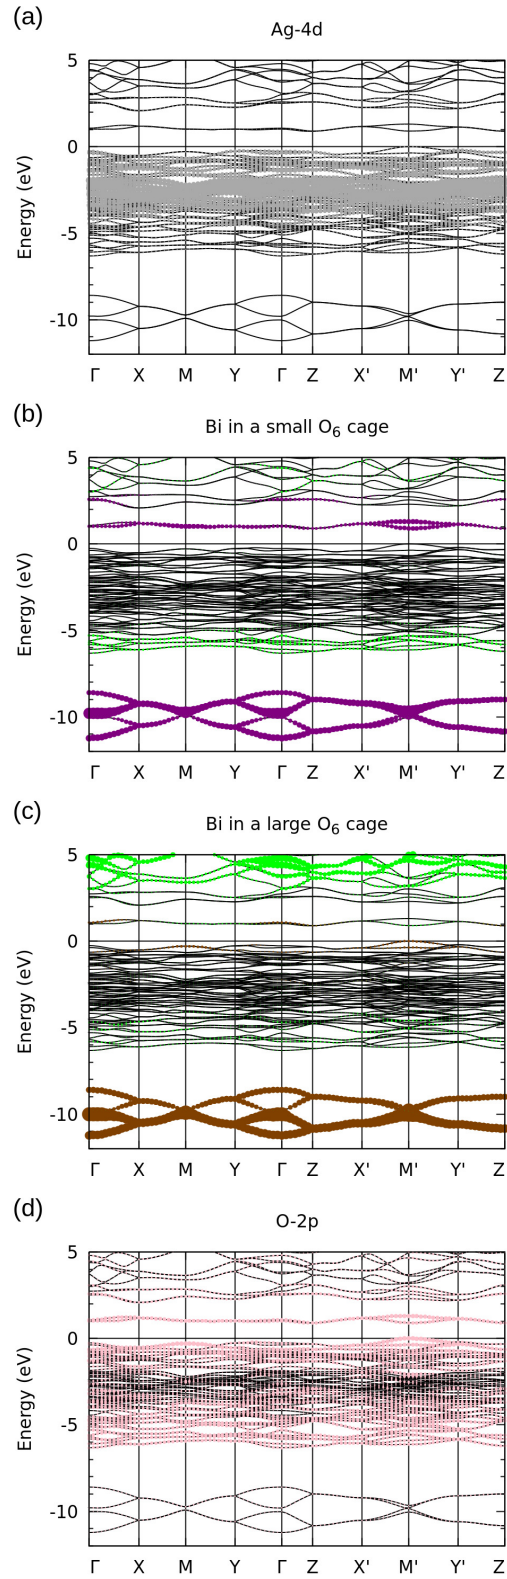 (a)
Ag-4d
5
0
-5
-10
Energy (eV)
Γ X M Y Γ Z X' M' Y' Z
(b)
Bi in a small O6 cage
5
0
-5
-10
Energy (eV)
Γ X M Y Γ Z X' M' Y' Z
(c)
Bi in a large O6 cage
5
0
-5
-10
Energy (eV)
Γ X M Y Γ Z X' M' Y' Z
(d)
O-2p
5
0
-5
-10
Energy (eV)
Γ X M Y Γ Z X' M' Y' Z